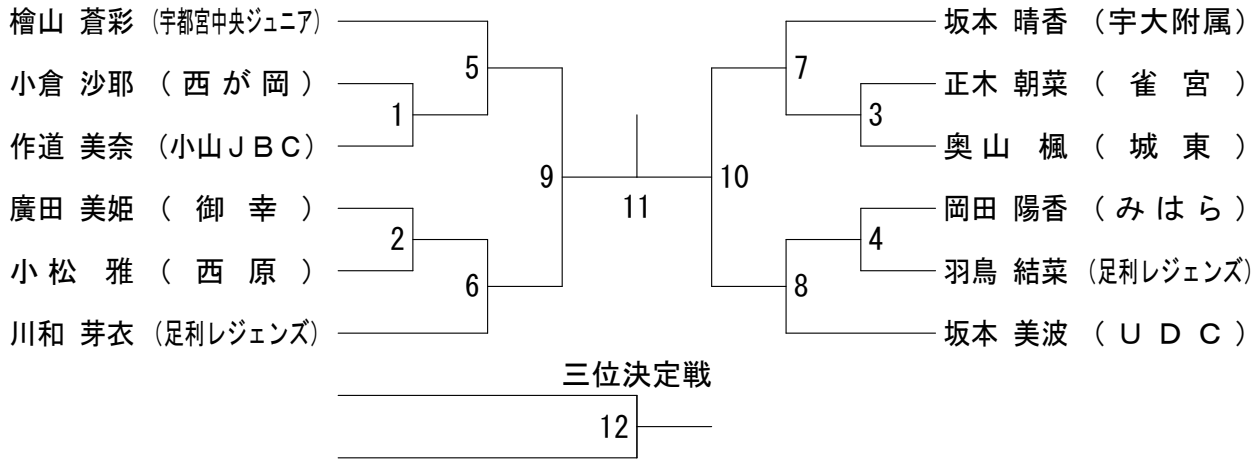 檜山 蒼彩 (宇都宮中央ジュニア)
小倉 沙耶 (西が岡)
作道 美奈 (小山JBC)
廣田 美姫 (御幸)
小松 雅 (西原)
川和 芽衣 (足利レジェンズ)
1
2
5
6
9
11
10
7
8
3
4
坂本 晴香 (宇大附属)
正木 朝菜 (雀宮)
奥山 楓 (城東)
岡田 陽香 (みはら)
羽鳥 結菜 (足利レジェンズ)
坂本 美波 (UDC)
三位決定戦
12